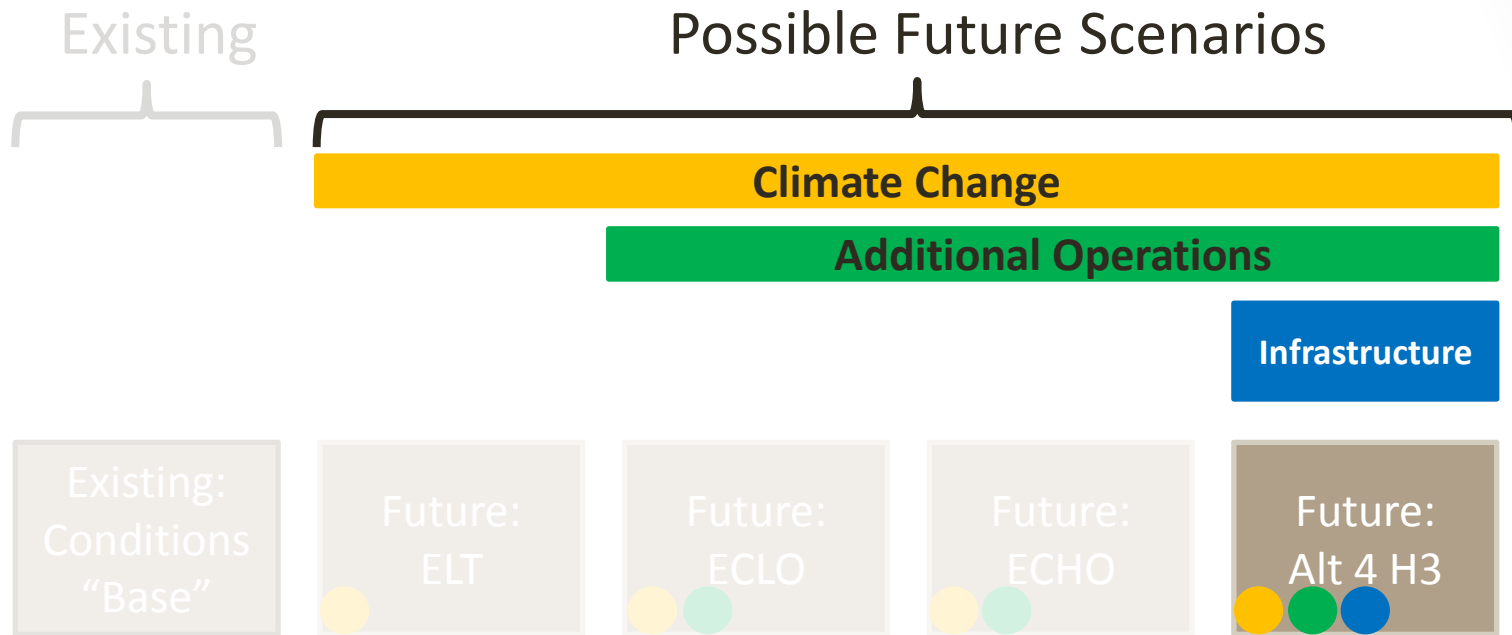 Existing
Possible Future Scenarios
Climate Change
Additional Operations
Infrastructure
Existing:
Conditions
“Base”
Future:
ELT
Future:
ECLO
Future:
ECHO
Future:
Alt 4 H3